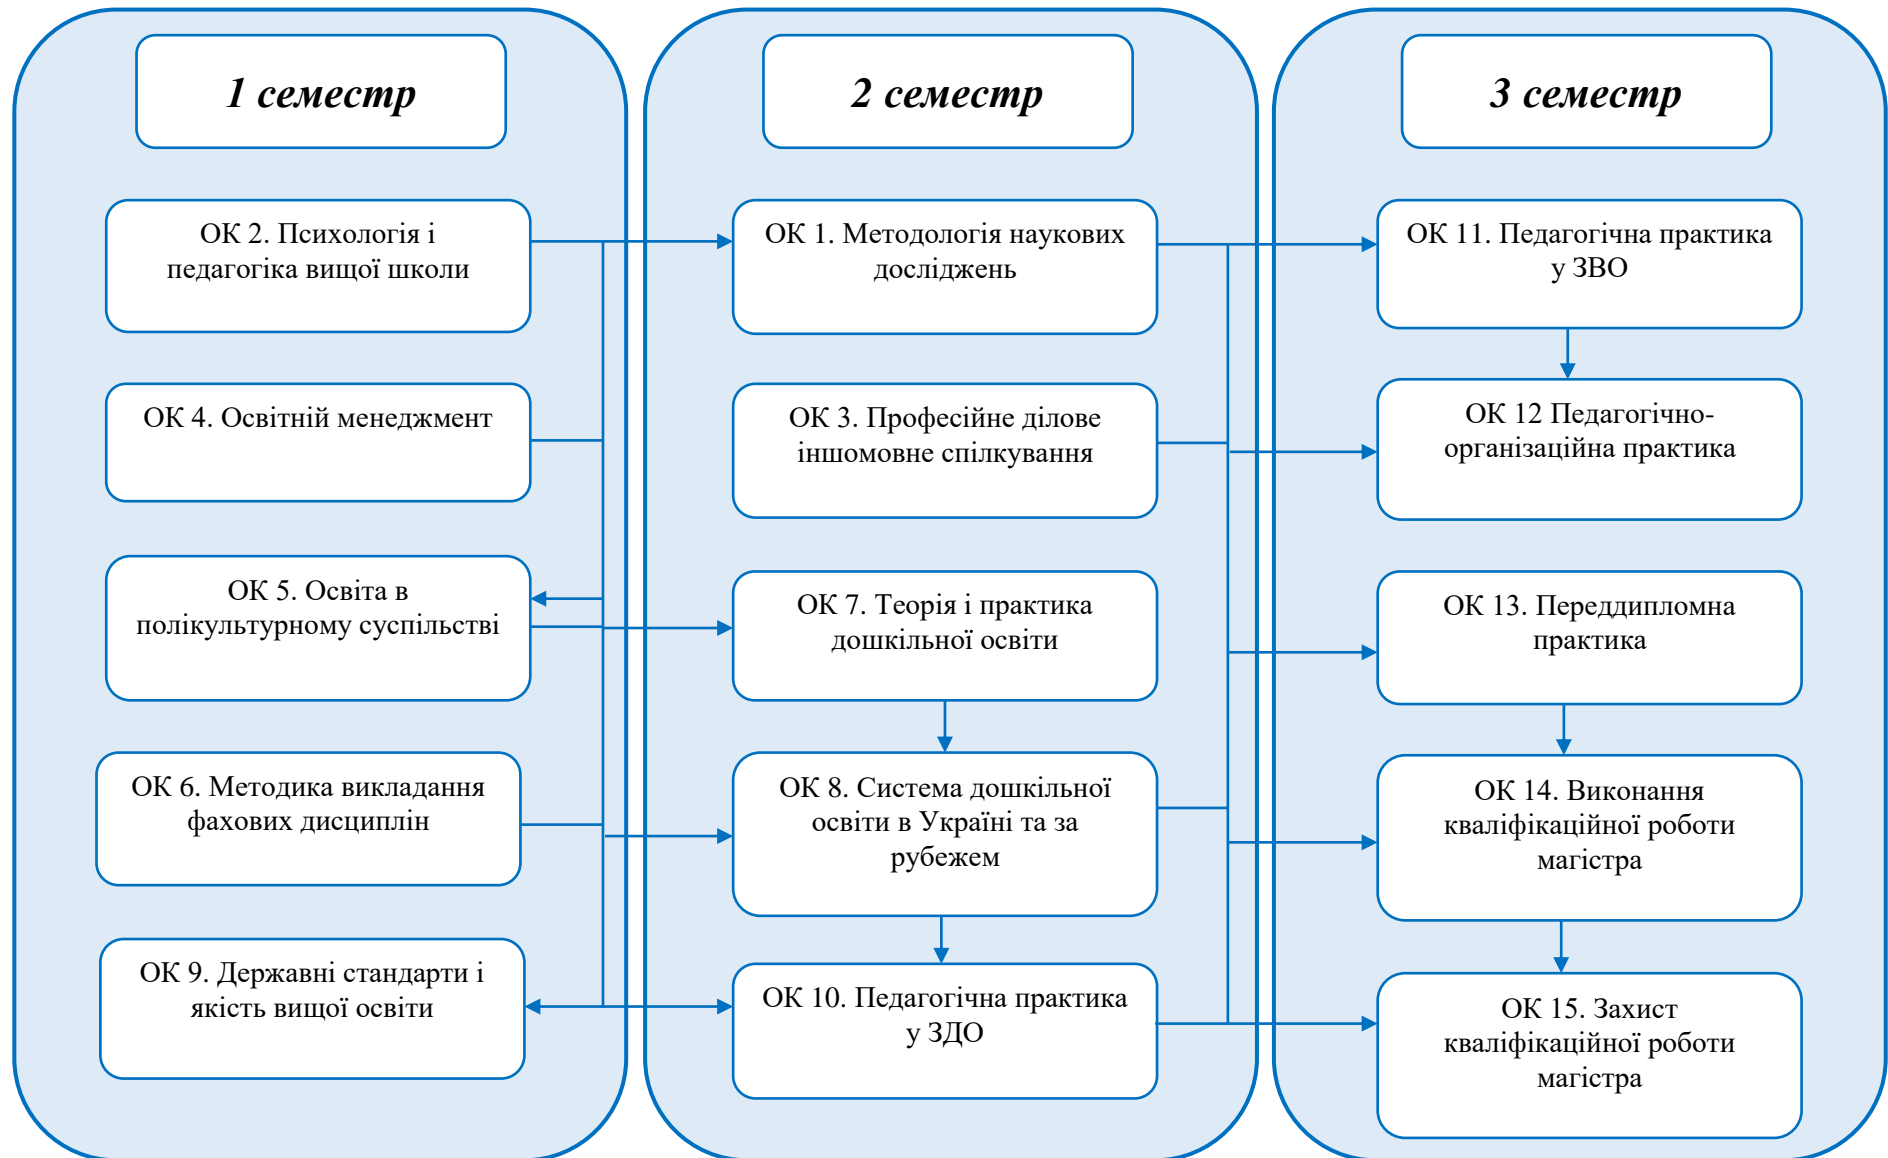 1 семестр
ОК 2. Психологія і
педагогіка вищої школи
ОК 4. Освітній менеджмент
ОК 5. Освіта в
полікультурному суспільстві
ОК 6. Методика викладання
фахових дисциплін
ОК 9. Державні стандарти і
якість вищої освіти
2 семестр
ОК 1. Методологія наукових
досліджень
ОК 3. Професійне ділове
іншомовне спілкування
ОК 7. Теорія і практика
дошкільної освіти
ОК 8. Система дошкільної
освіти в Україні та за
рубежем
ОК 10. Педагогічна практика
у ЗДО
3 семестр
ОК 11. Педагогічна практика
у ЗВО
ОК 12 Педагогічно-
організаційна практика
ОК 13. Переддипломна
практика
ОК 14. Виконання
кваліфікаційної роботи
магістра
ОК 15. Захист
кваліфікаційної роботи
магістра